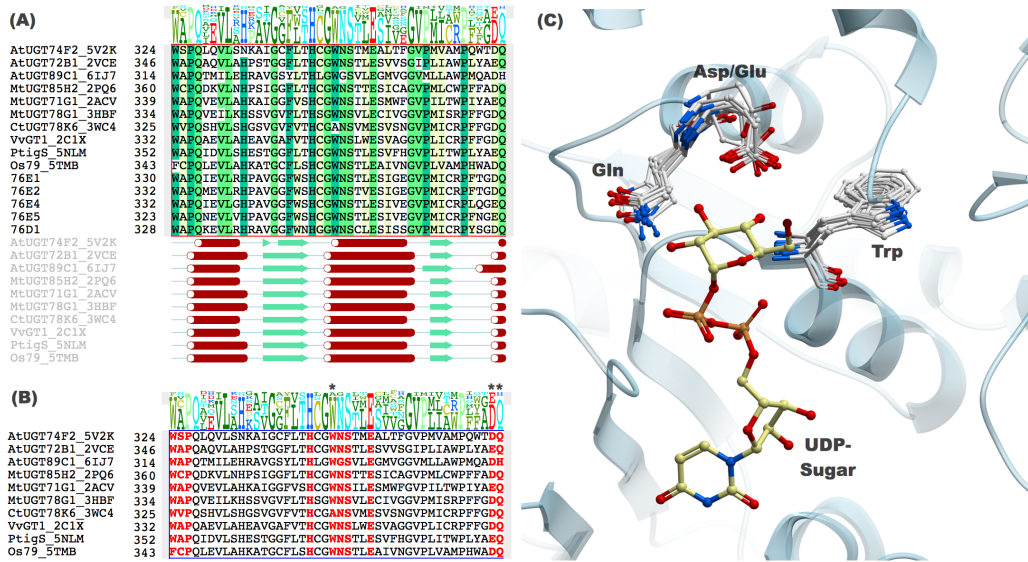 (A)
AtUGT74F2_5V2K 324 WSPQLQVLSNKAIGCFLTHCGWNSTMEALTFGVPMVAMPQWTDQ
AtUGT72B1_2VCE 346 WAPQAQVLAHPSTGGFLTHCGWNSTLESVVSGIPLIAWPLYAEQ
AtUGT89C1_6IJ7 314 WAPQTMILEHRAVGSYLTHLGWGSVLEGMVGGVMLLAWPMQADH
MtUGT85H2_2PQ6 360 WCPQDKVLNHPSIGGFLTHCGWNSTTESICAGVPMLCWPFFADQ
MtUGT71G1_2ACV 339 WAPQVEVLAHKAIGGFVSHCGWNSILESMWFGVPILTWPIYAEQ
MtUGT78G1_3HBF 334 WAPQVEILKHSSVGVFLTHSGWNSVLECIVGGVPMISRPFFGDQ
CtUGT78K6_3WC4 325 WVPQSHVLSHGSVGVFVTHCGANSVMESVSNGVPMICRPFFGDQ
VvGT1_2C1X 332 WAPQAEVLAHEAVGAFVTHCGWNSLWESVAGGVPLICRPFFGDQ
PtigS_5NLM 352 WAPQIDVLSHESTGGFLTHCGWNSTLESVFHGVPLITWPLYAEQ
Os79_5TMB 343 FCPQLEVLAHKATGCFLSHCGWNSTLEAIVNGVPLVAMPHWADQ
76E1 330 WAPQIEVLRHPAVGGFWSHCGWNSTVESIGEGVPMICRPFTGDQ
76E2 332 WAPQMEVLRHPAVGGFWSHCGWNSTVESIGEGVPMICRPFTGDQ
76E4 332 WAPQIEVLGHPAVGGFWSHCGWNSTLESIVEGVPMICRPLQGEQ
76E5 323 WAPQNEVLRHPAVGGFWSHCGWNSTLESIAEGVPMICRPFNGEQ
76D1 328 WAPQKEVLRHRAVGGFWNHCGWNSCLESISSGVPMICRPYSGDQ
AtUGT74F2_5V2K
AtUGT72B1_2VCE
AtUGT89C1_6IJ7
MtUGT85H2_2PQ6
MtUGT71G1_2ACV
MtUGT78G1_3HBF
CtUGT78K6_3WC4
VvGT1_2C1X
PtigS_5NLM
Os79_5TMB
(B)
* **
AtUGT74F2_5V2K 324 WSPQLQVLSNKAIGCFLTHCGWNSTMEALTFGVPMVAMPQWTDQ
AtUGT72B1_2VCE 346 WAPQAQVLAHPSTGGFLTHCGWNSTLESVVSGIPLIAWPLYAEQ
AtUGT89C1_6IJ7 314 WAPQTMILEHRAVGSYLTHLGWGSVLEGMVGGVMLLAWPMQADH
MtUGT85H2_2PQ6 360 WCPQDKVLNHPSIGGFLTHCGWNSTTESICAGVPMLCWPFFADQ
MtUGT71G1_2ACV 339 WAPQVEVLAHKAIGGFVSHCGWNSILESMWFGVPILTWPIYAEQ
MtUGT78G1_3HBF 334 WAPQVEILKHSSVGVFLTHSGWNSVLECIVGGVPMISRPFFGDQ
CtUGT78K6_3WC4 325 WVPQSHVLSHGSVGVFVTHCGANSVMESVSNGVPMICRPFFGDQ
VvGT1_2C1X 332 WAPQAEVLAHEAVGAFVTHCGWNSLWESVAGGVPLICRPFFGDQ
PtigS_5NLM 352 WAPQIDVLSHESTGGFLTHCGWNSTLESVFHGVPLITWPLYAEQ
Os79_5TMB 343 FCPQLEVLAHKATGCFLSHCGWNSTLEAIVNGVPLVAMPHWADQ
(C)
Asp/Glu
Gln
Trp
UDP-
Sugar